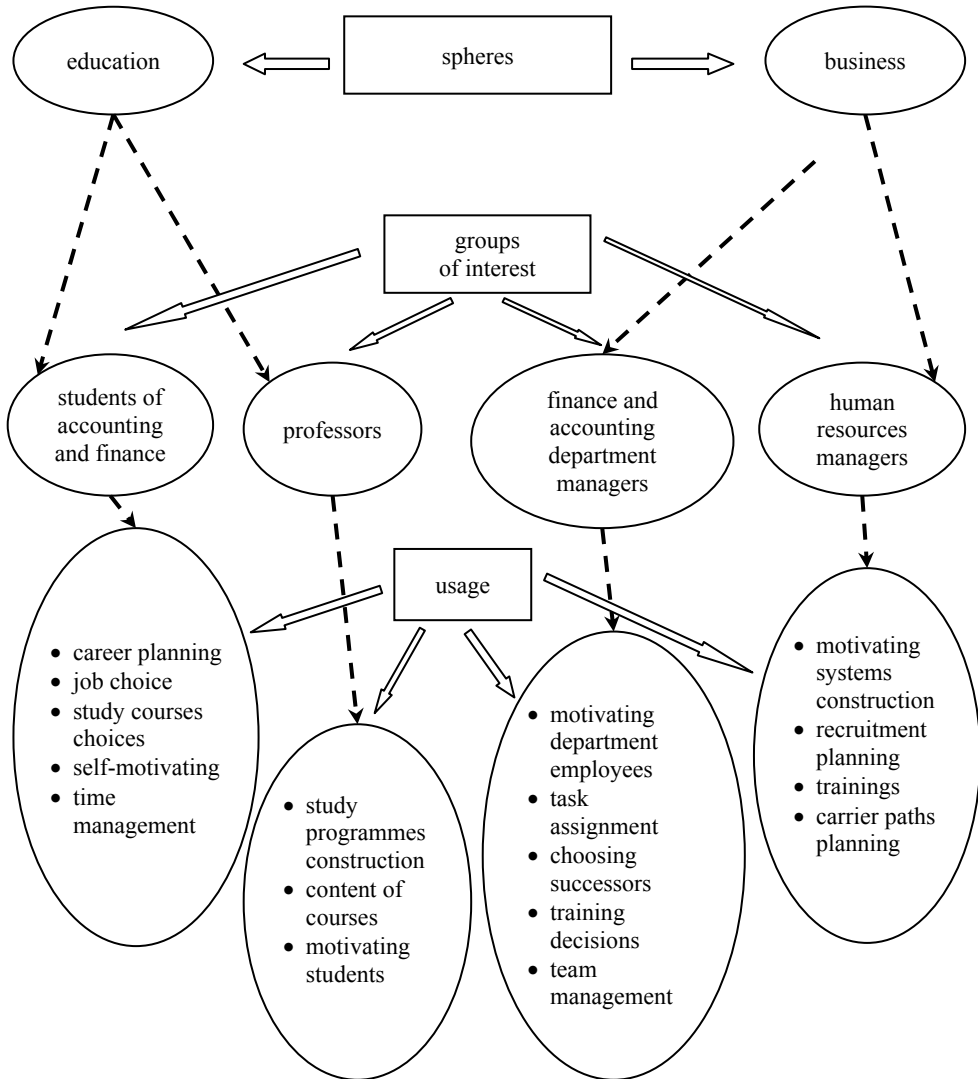 education
spheres
business
groups
of interest
students of
accounting
and finance
professors
finance and
accounting
department
managers
human
resources
managers
usage
• career planning
• job choice
• study courses
choices
• self-motivating
• time
management
• study
programmes
construction
• content of
courses
• motivating
students
• motivating
department
employees
• task
assignment
• choosing
successors
• training
decisions
• team
management
• motivating
systems
construction
• recruitment
planning
• trainings
• carrier paths
planning